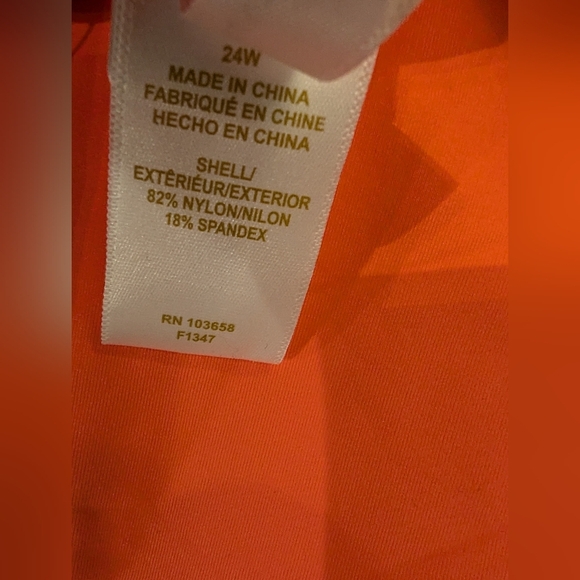 24W
MADE IN CHINA
FABRIQUÉ EN CHINE
HECHO EN CHINA
SHELL/
EXTÊRIÉUR/EXTERIOR
82% NYLON/NILON
18% SPANDEX
RN 103658
F1347